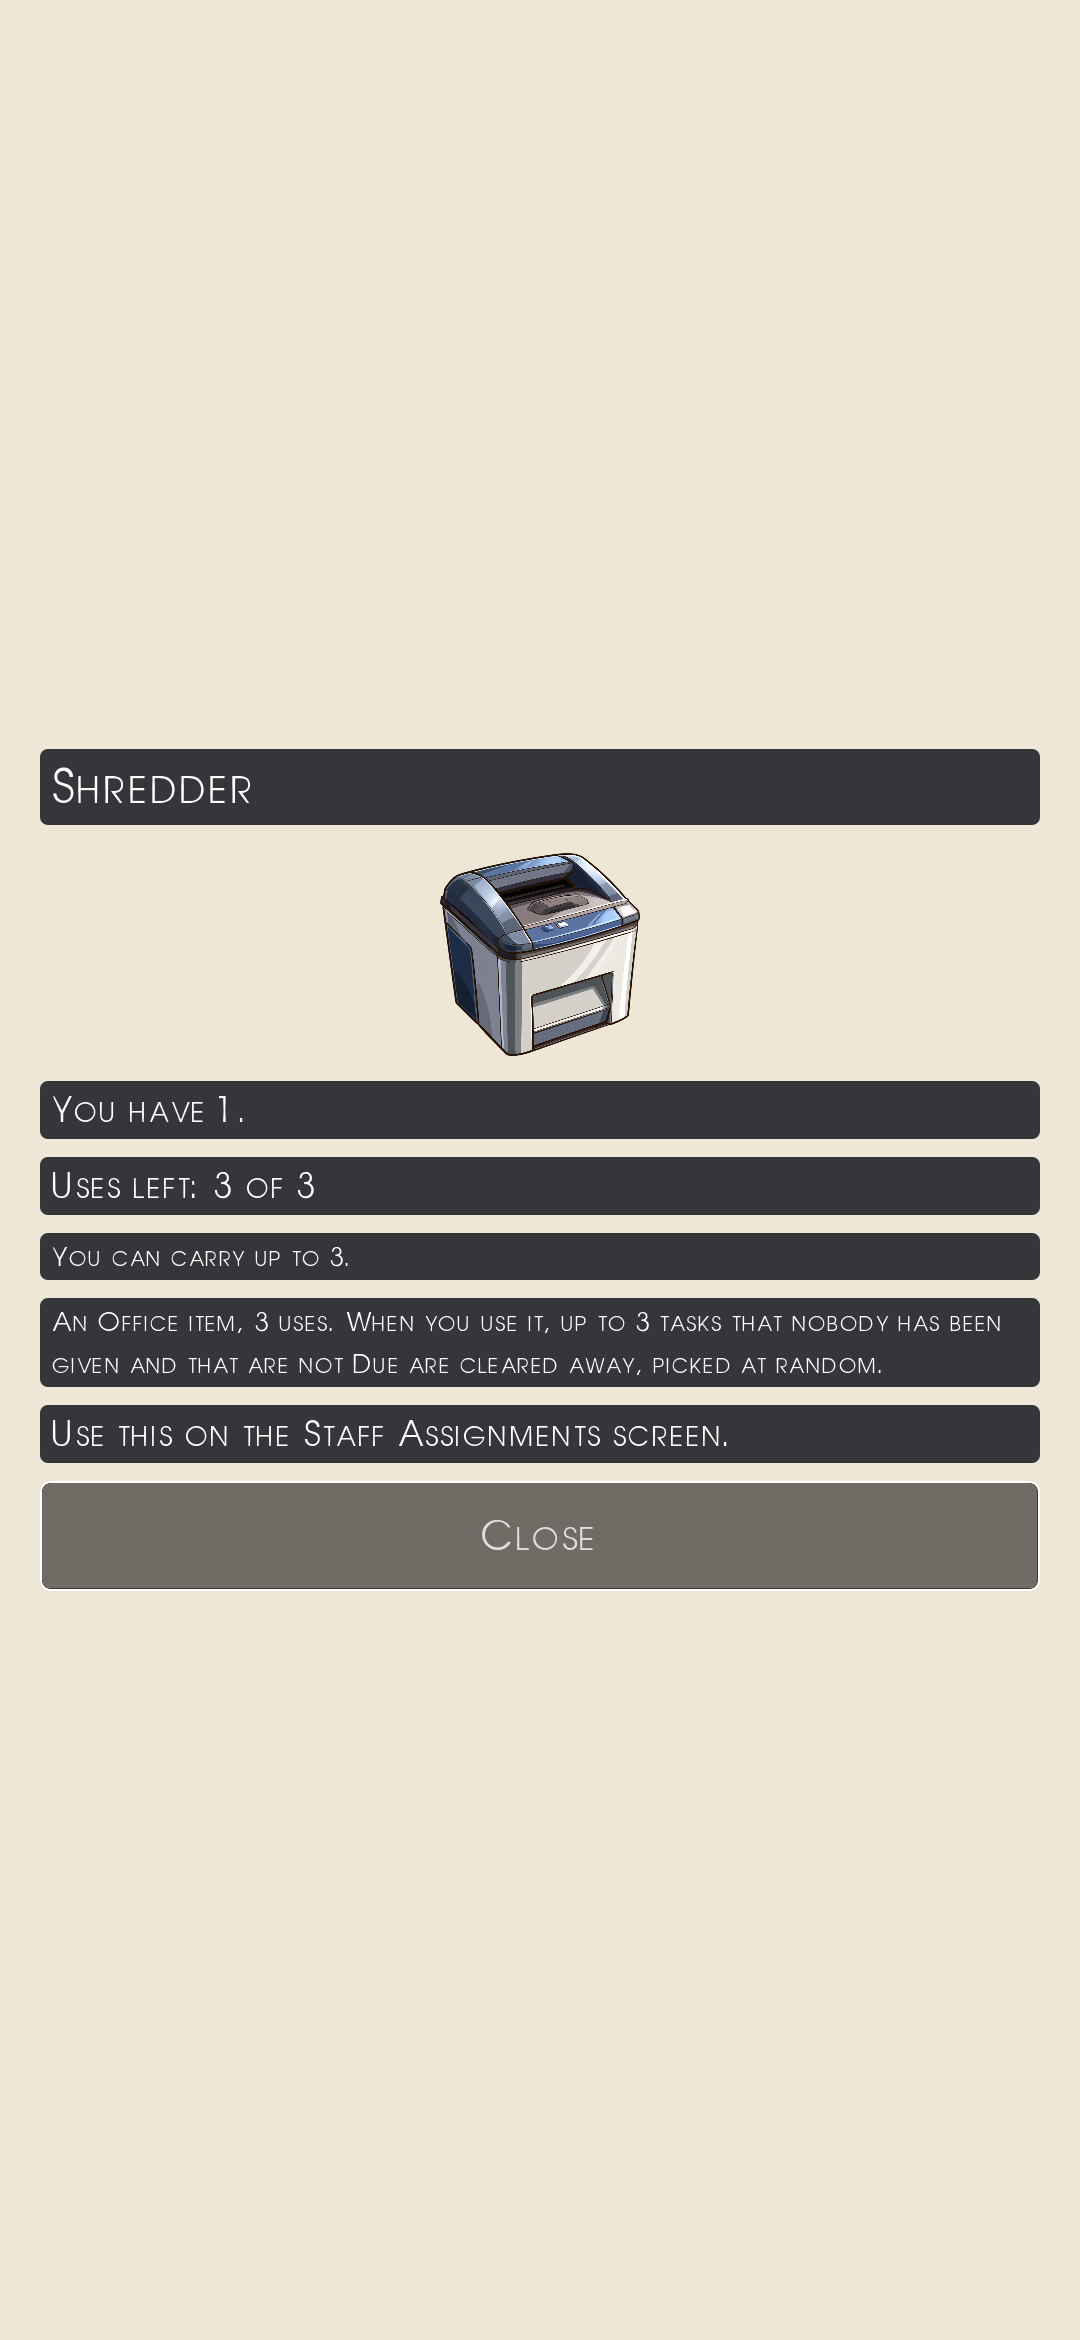 Shredder
You have 1.
Uses left: 3 of 3
You can carry up to 3.
An Office item, 3 uses. When you use it, up to 3 tasks that nobody has been
given and that are not Due are cleared away, picked at random.
Use this on the Staff Assignments screen.
Close